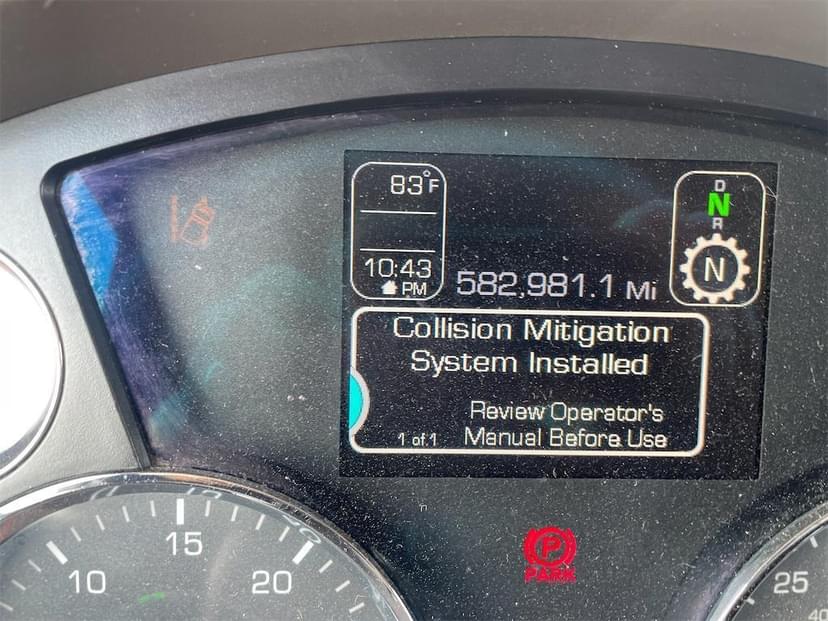 83°F
D
N
R
N
10:43
PM
582,981.1 Mi
Collision Mitigation
System Installed
Review Operator's
1 of 1 Manual Before Use
P
PARK
10
15
20
25